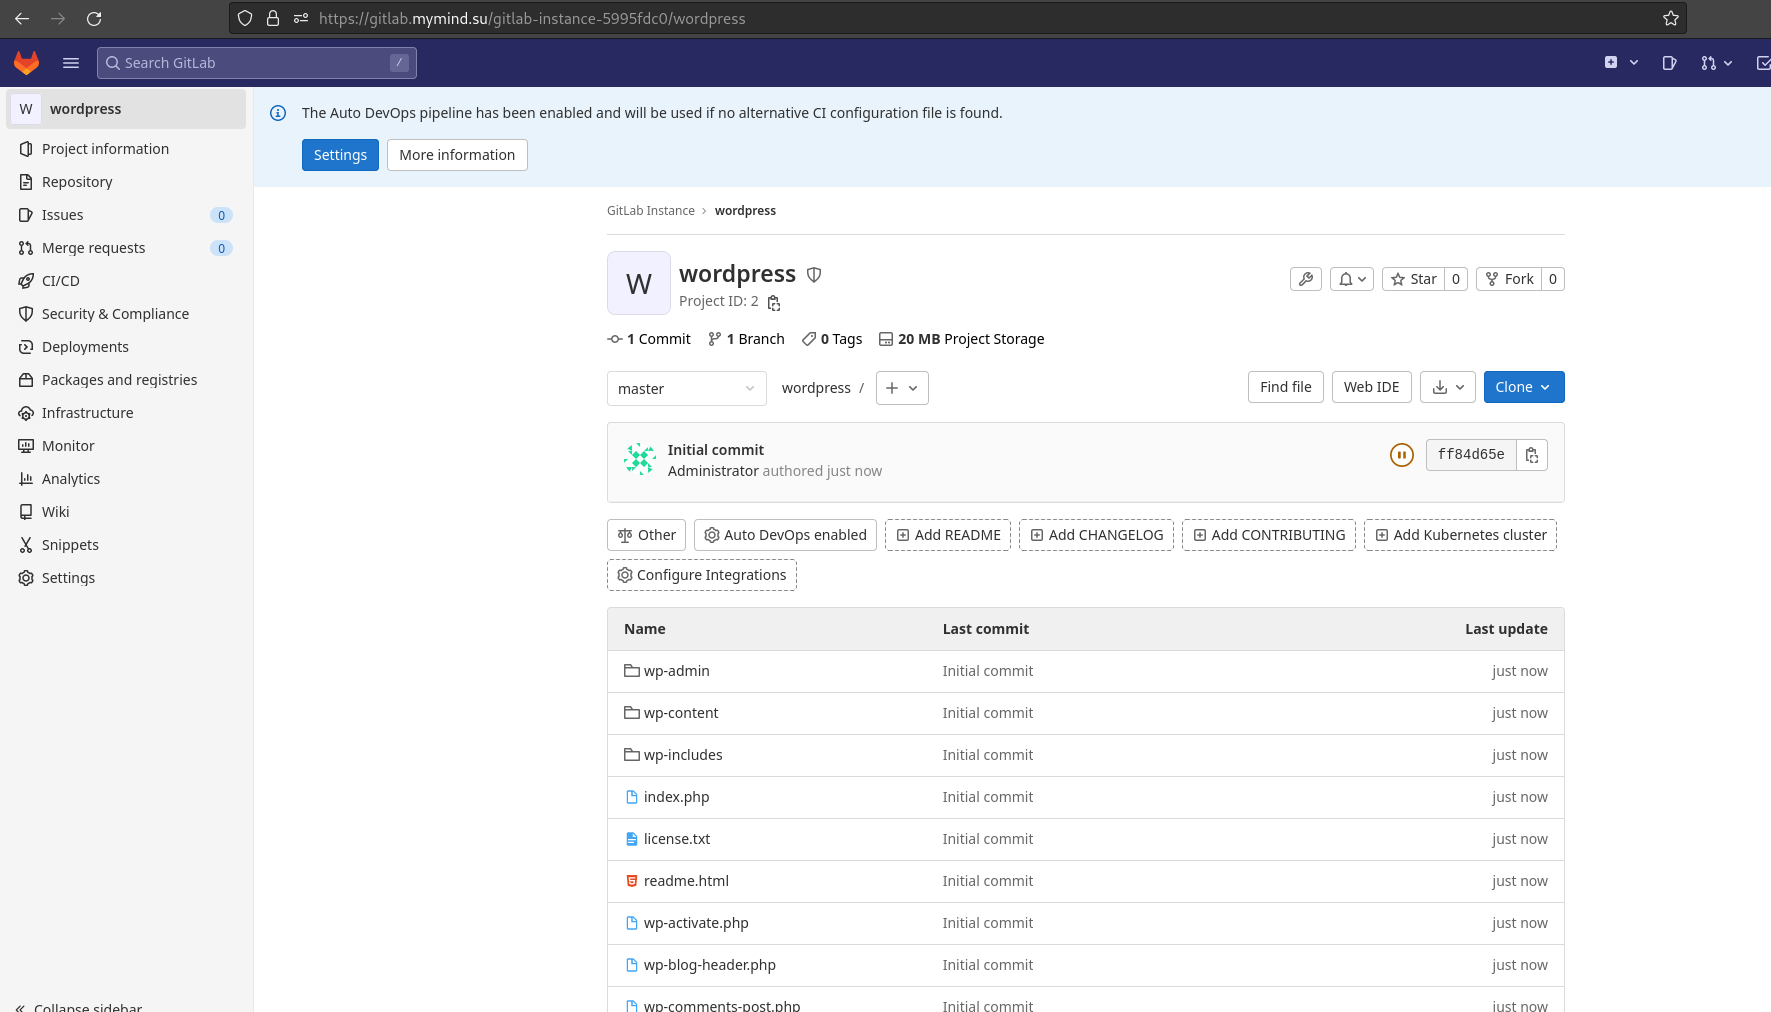 https://gitlab.mymind.su/gitlab-instance-5995fdc0/wordpress
Search GitLab /
W wordpress
Project information
Repository
Issues 0
Merge requests 0
CI/CD
Security & Compliance
Deployments
Packages and registries
Infrastructure
Monitor
Analytics
Wiki
Snippets
Settings
Collapse sidebar
The Auto DevOps pipeline has been enabled and will be used if no alternative CI configuration file is found.
Settings More information
GitLab Instance › wordpress
W
wordpress
Project ID: 2
Star 0 Fork 0
1 Commit 1 Branch 0 Tags 20 MB Project Storage
master wordpress / + Find file Web IDE Clone
Initial commit
Administrator authored just now
ff84d65e
Other Auto DevOps enabled Add README Add CHANGELOG Add CONTRIBUTING Add Kubernetes cluster
Configure Integrations
Name Last commit Last update
wp-admin Initial commit just now
wp-content Initial commit just now
wp-includes Initial commit just now
index.php Initial commit just now
license.txt Initial commit just now
readme.html Initial commit just now
wp-activate.php Initial commit just now
wp-blog-header.php Initial commit just now
wp-comments-post.php Initial commit just now